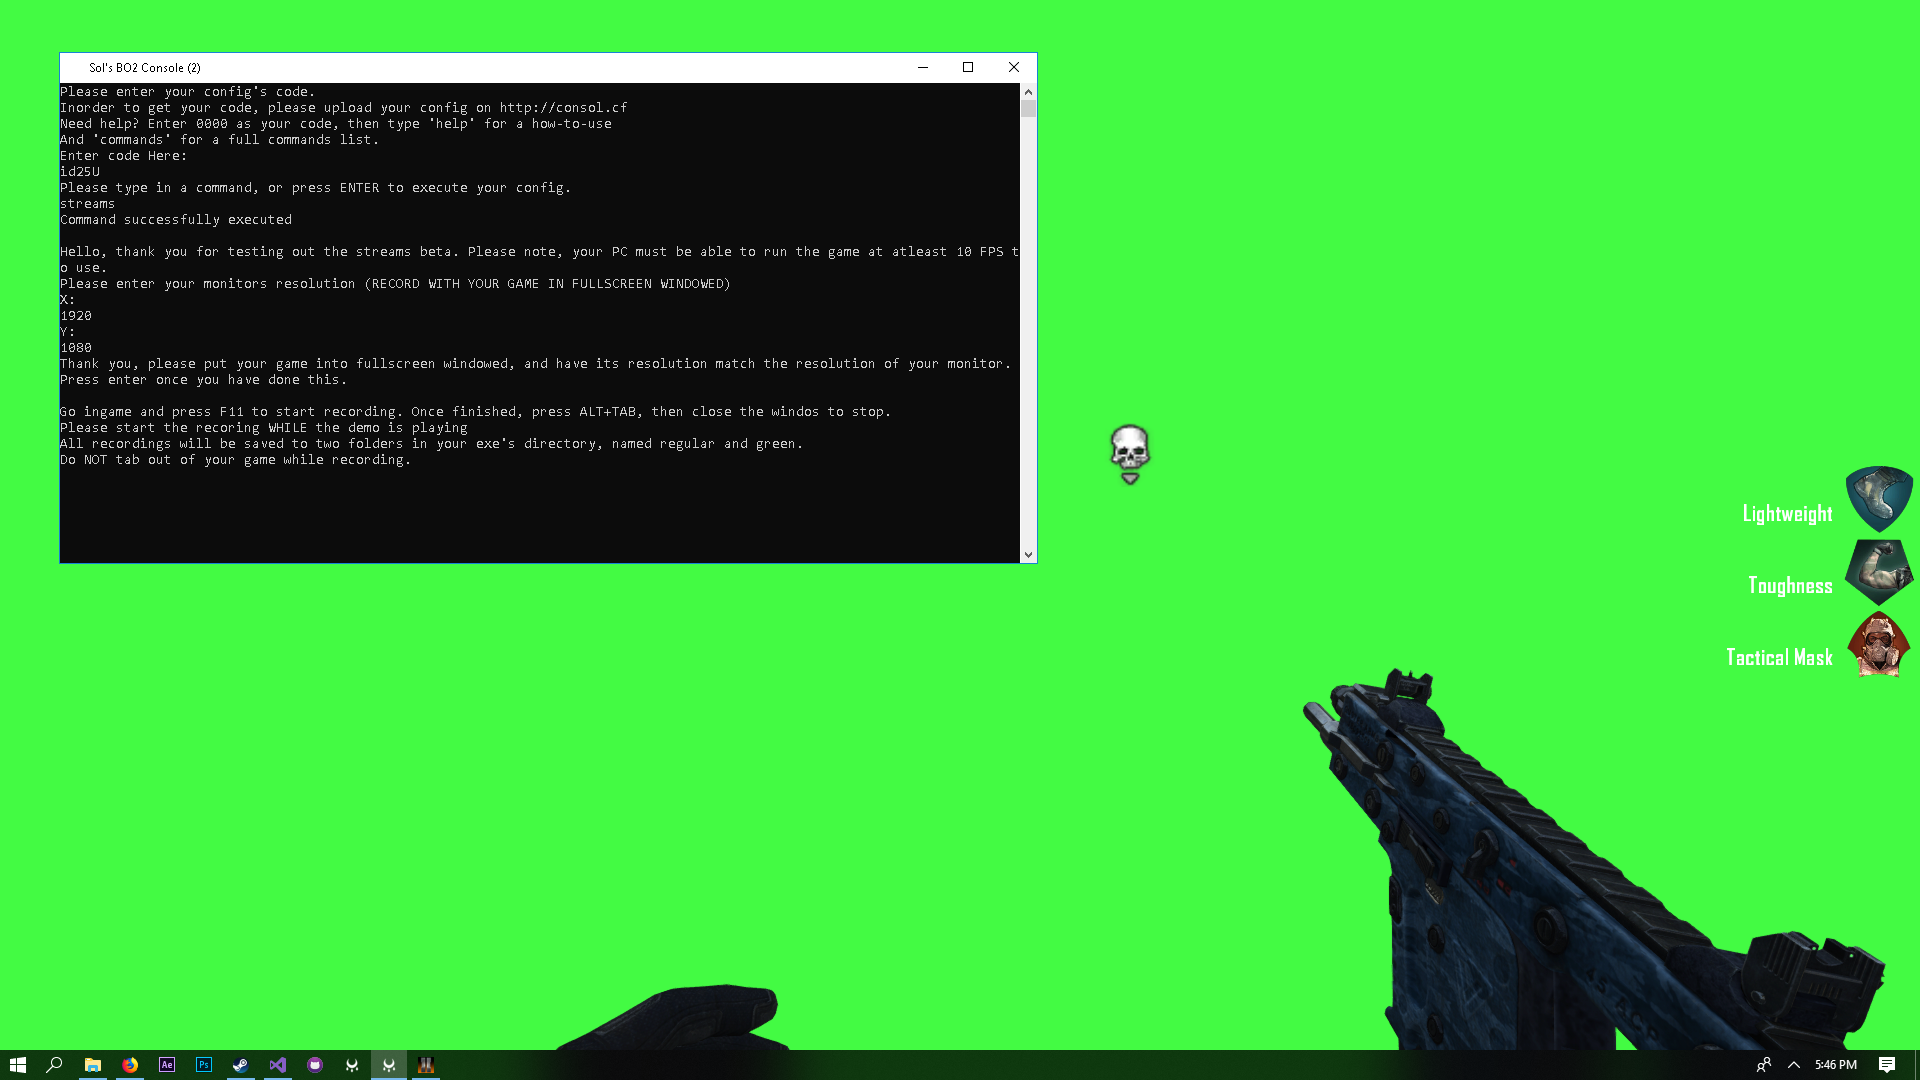 Sol's BO2 Console (2)
Please enter your config's code.
Inorder to get your code, please upload your config on http://consol.cf
Need help? Enter 0000 as your code, then type 'help' for a how-to-use
And 'commands' for a full commands list.
Enter code Here:
id25U
Please type in a command, or press ENTER to execute your config.
streams
Command successfully executed
Hello, thank you for testing out the streams beta. Please note, your PC must be able to run the game at atleast 10 FPS t
o use.
Please enter your monitors resolution (RECORD WITH YOUR GAME IN FULLSCREEN WINDOWED)
X:
1920
Y:
1080
Thank you, please put your game into fullscreen windowed, and have its resolution match the resolution of your monitor.
Press enter once you have done this.
Go ingame and press F11 to start recording. Once finished, press ALT+TAB, then close the windos to stop.
Please start the recoring WHILE the demo is playing
All recordings will be saved to two folders in your exe's directory, named regular and green.
Do NOT tab out of your game while recording.
Lightweight
Toughness
Tactical Mask
Ae
Ps
5:46 PM